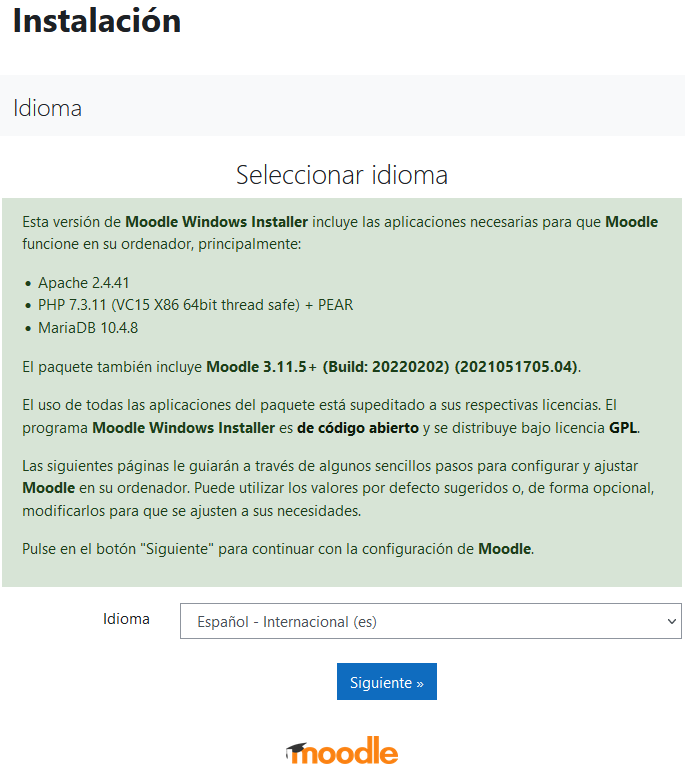 Instalación
Idioma
Seleccionar idioma
Esta versión de Moodle Windows Installer incluye las aplicaciones necesarias para que Moodle
funcione en su ordenador, principalmente:
• Apache 2.4.41
• PHP 7.3.11 (VC15 X86 64bit thread safe) + PEAR
• MariaDB 10.4.8
El paquete también incluye Moodle 3.11.5+ (Build: 20220202) (2021051705.04).
El uso de todas las aplicaciones del paquete está supeditado a sus respectivas licencias. El
programa Moodle Windows Installer es de código abierto y se distribuye bajo licencia GPL.
Las siguientes páginas le guiarán a través de algunos sencillos pasos para configurar y ajustar
Moodle en su ordenador. Puede utilizar los valores por defecto sugeridos o, de forma opcional,
modificarlos para que se ajusten a sus necesidades.
Pulse en el botón "Siguiente" para continuar con la configuración de Moodle.
Idioma Español - Internacional (es)
Siguiente »
moodle